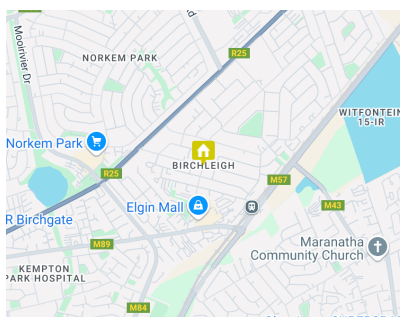 Mooirivier Dr
NORKEM PARK
R25
WITFONTEIN
15-IR
Norkem Park
BIRCHLEIGH
R25
M57
M43
Elgin Mall
R Birchgate
M89
Maranatha
Community Church
KEMPTON
PARK HOSPITAL
M84